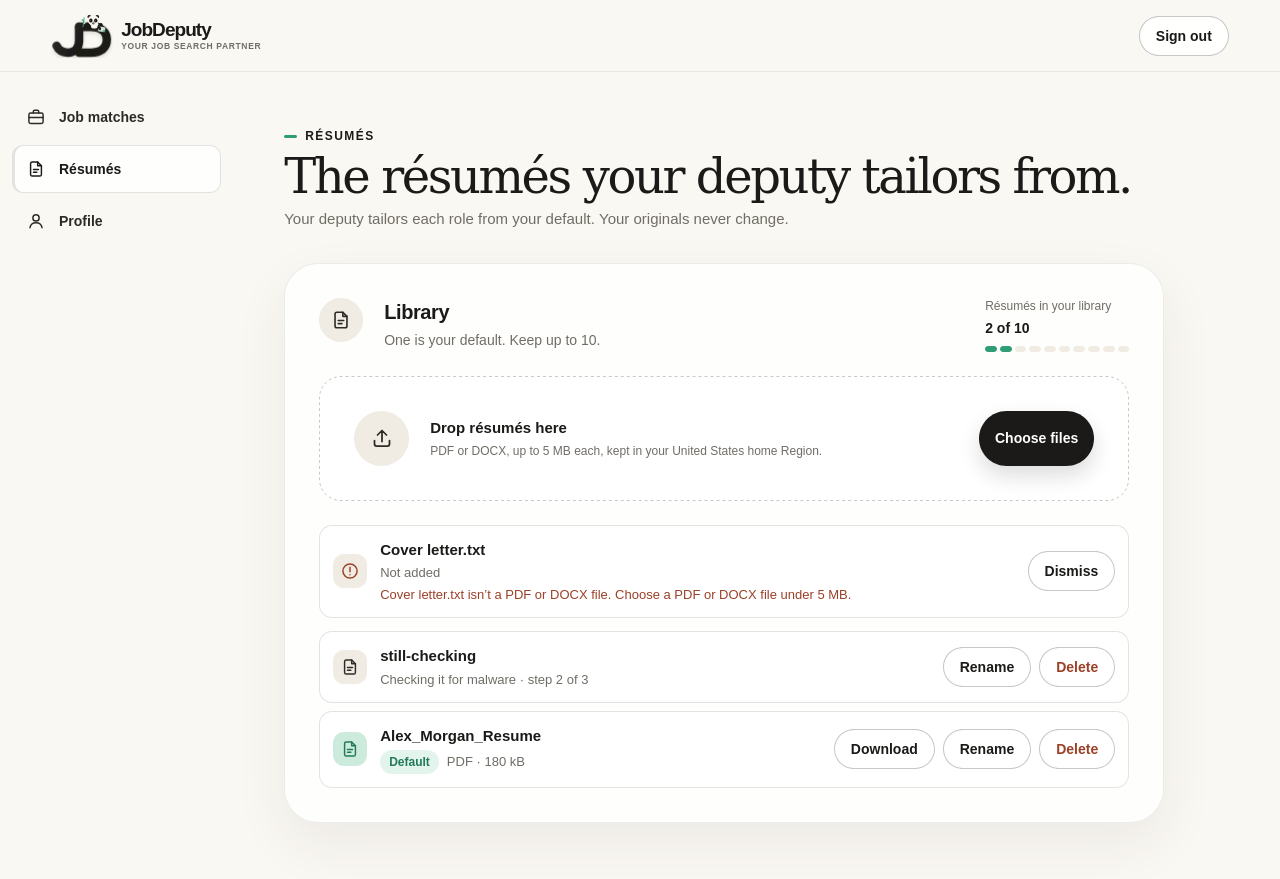 JobDeputy
YOUR JOB SEARCH PARTNER
Sign out
Job matches
Résumés
Profile
RÉSUMÉS
The résumés your deputy tailors from.
Your deputy tailors each role from your default. Your originals never change.
Library
One is your default. Keep up to 10.
Résumés in your library
2 of 10
Drop résumés here
PDF or DOCX, up to 5 MB each, kept in your United States home Region.
Choose files
Cover letter.txt
Not added
Cover letter.txt isn’t a PDF or DOCX file. Choose a PDF or DOCX file under 5 MB.
Dismiss
still-checking
Checking it for malware · step 2 of 3
Rename
Delete
Alex_Morgan_Resume
Default PDF · 180 kB
Download
Rename
Delete